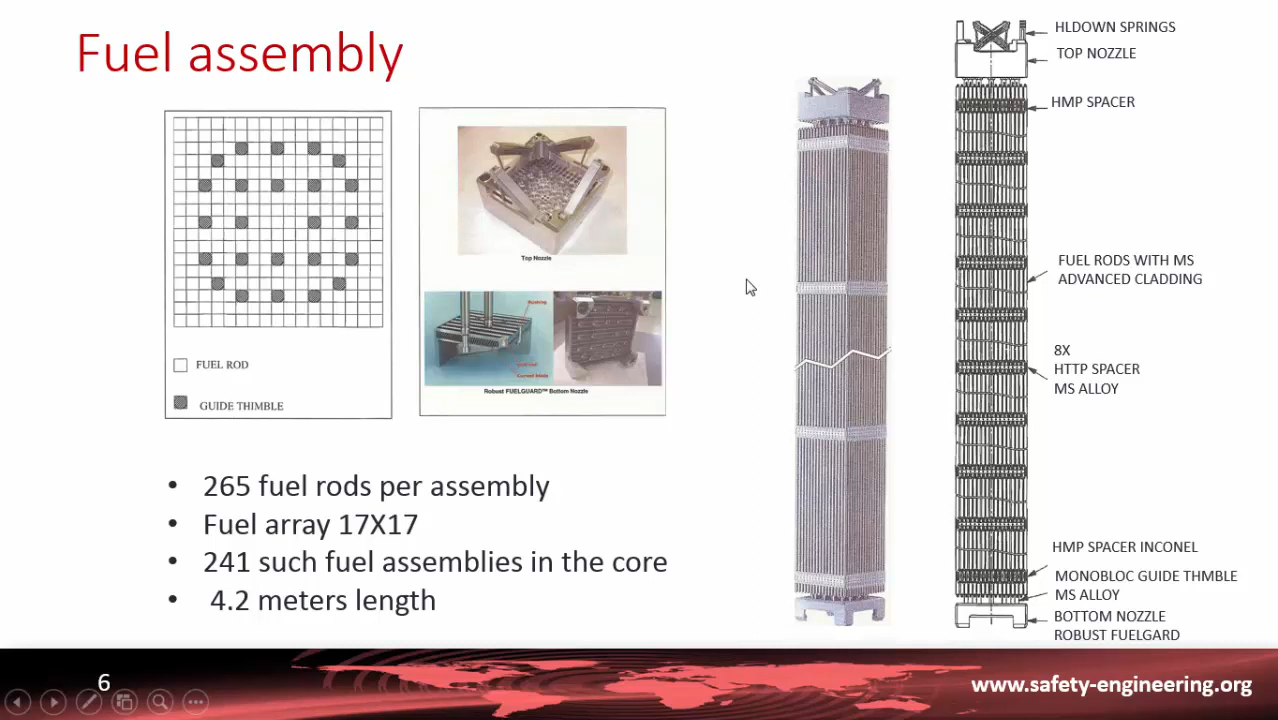 Fuel assembly
FUEL ROD
GUIDE THIMBLE
Top Nozzle
Robust FUELGUARD™ Bottom Nozzle
• 265 fuel rods per assembly
• Fuel array 17X17
• 241 such fuel assemblies in the core
• 4.2 meters length
HLDOWN SPRINGS
TOP NOZZLE
HMP SPACER
FUEL RODS WITH MS
ADVANCED CLADDING
8X
HTTP SPACER
MS ALLOY
HMP SPACER INCONEL
MONOBLOC GUIDE THMBLE
MS ALLOY
BOTTOM NOZZLE
ROBUST FUELGARD
6
www.safety-engineering.org